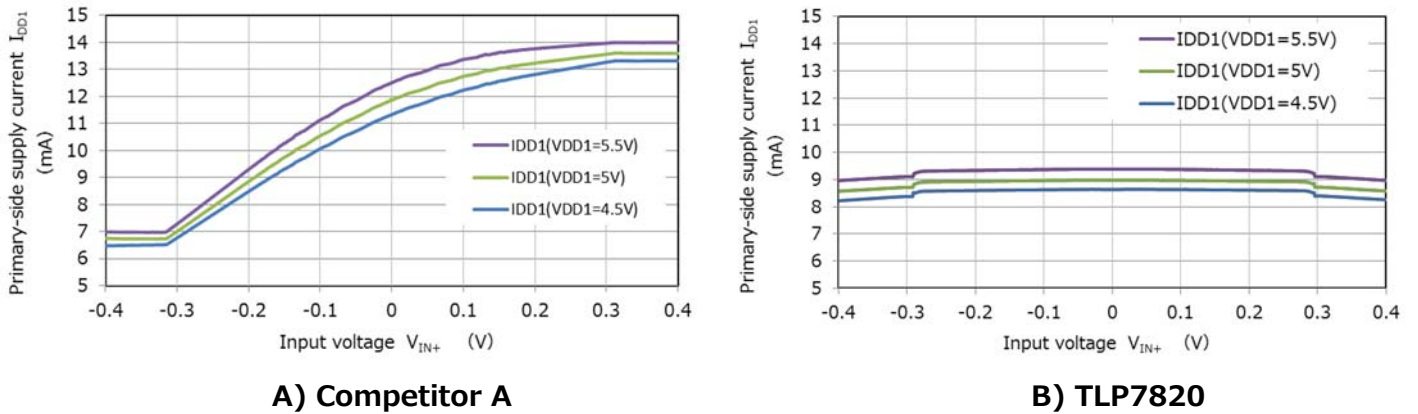 Primary-side supply current I_DD1
(mA)
15
14
13
12
11
10
9
8
7
6
5
IDD1(VDD1=5.5V)
IDD1(VDD1=5V)
IDD1(VDD1=4.5V)
-0.4 -0.3 -0.2 -0.1 0 0.1 0.2 0.3 0.4
Input voltage V_IN+ (V)
A) Competitor A
Primary-side supply current I_DD1
(mA)
15
14
13
12
11
10
9
8
7
6
5
IDD1(VDD1=5.5V)
IDD1(VDD1=5V)
IDD1(VDD1=4.5V)
-0.4 -0.3 -0.2 -0.1 0 0.1 0.2 0.3 0.4
Input voltage V_IN+ (V)
B) TLP7820